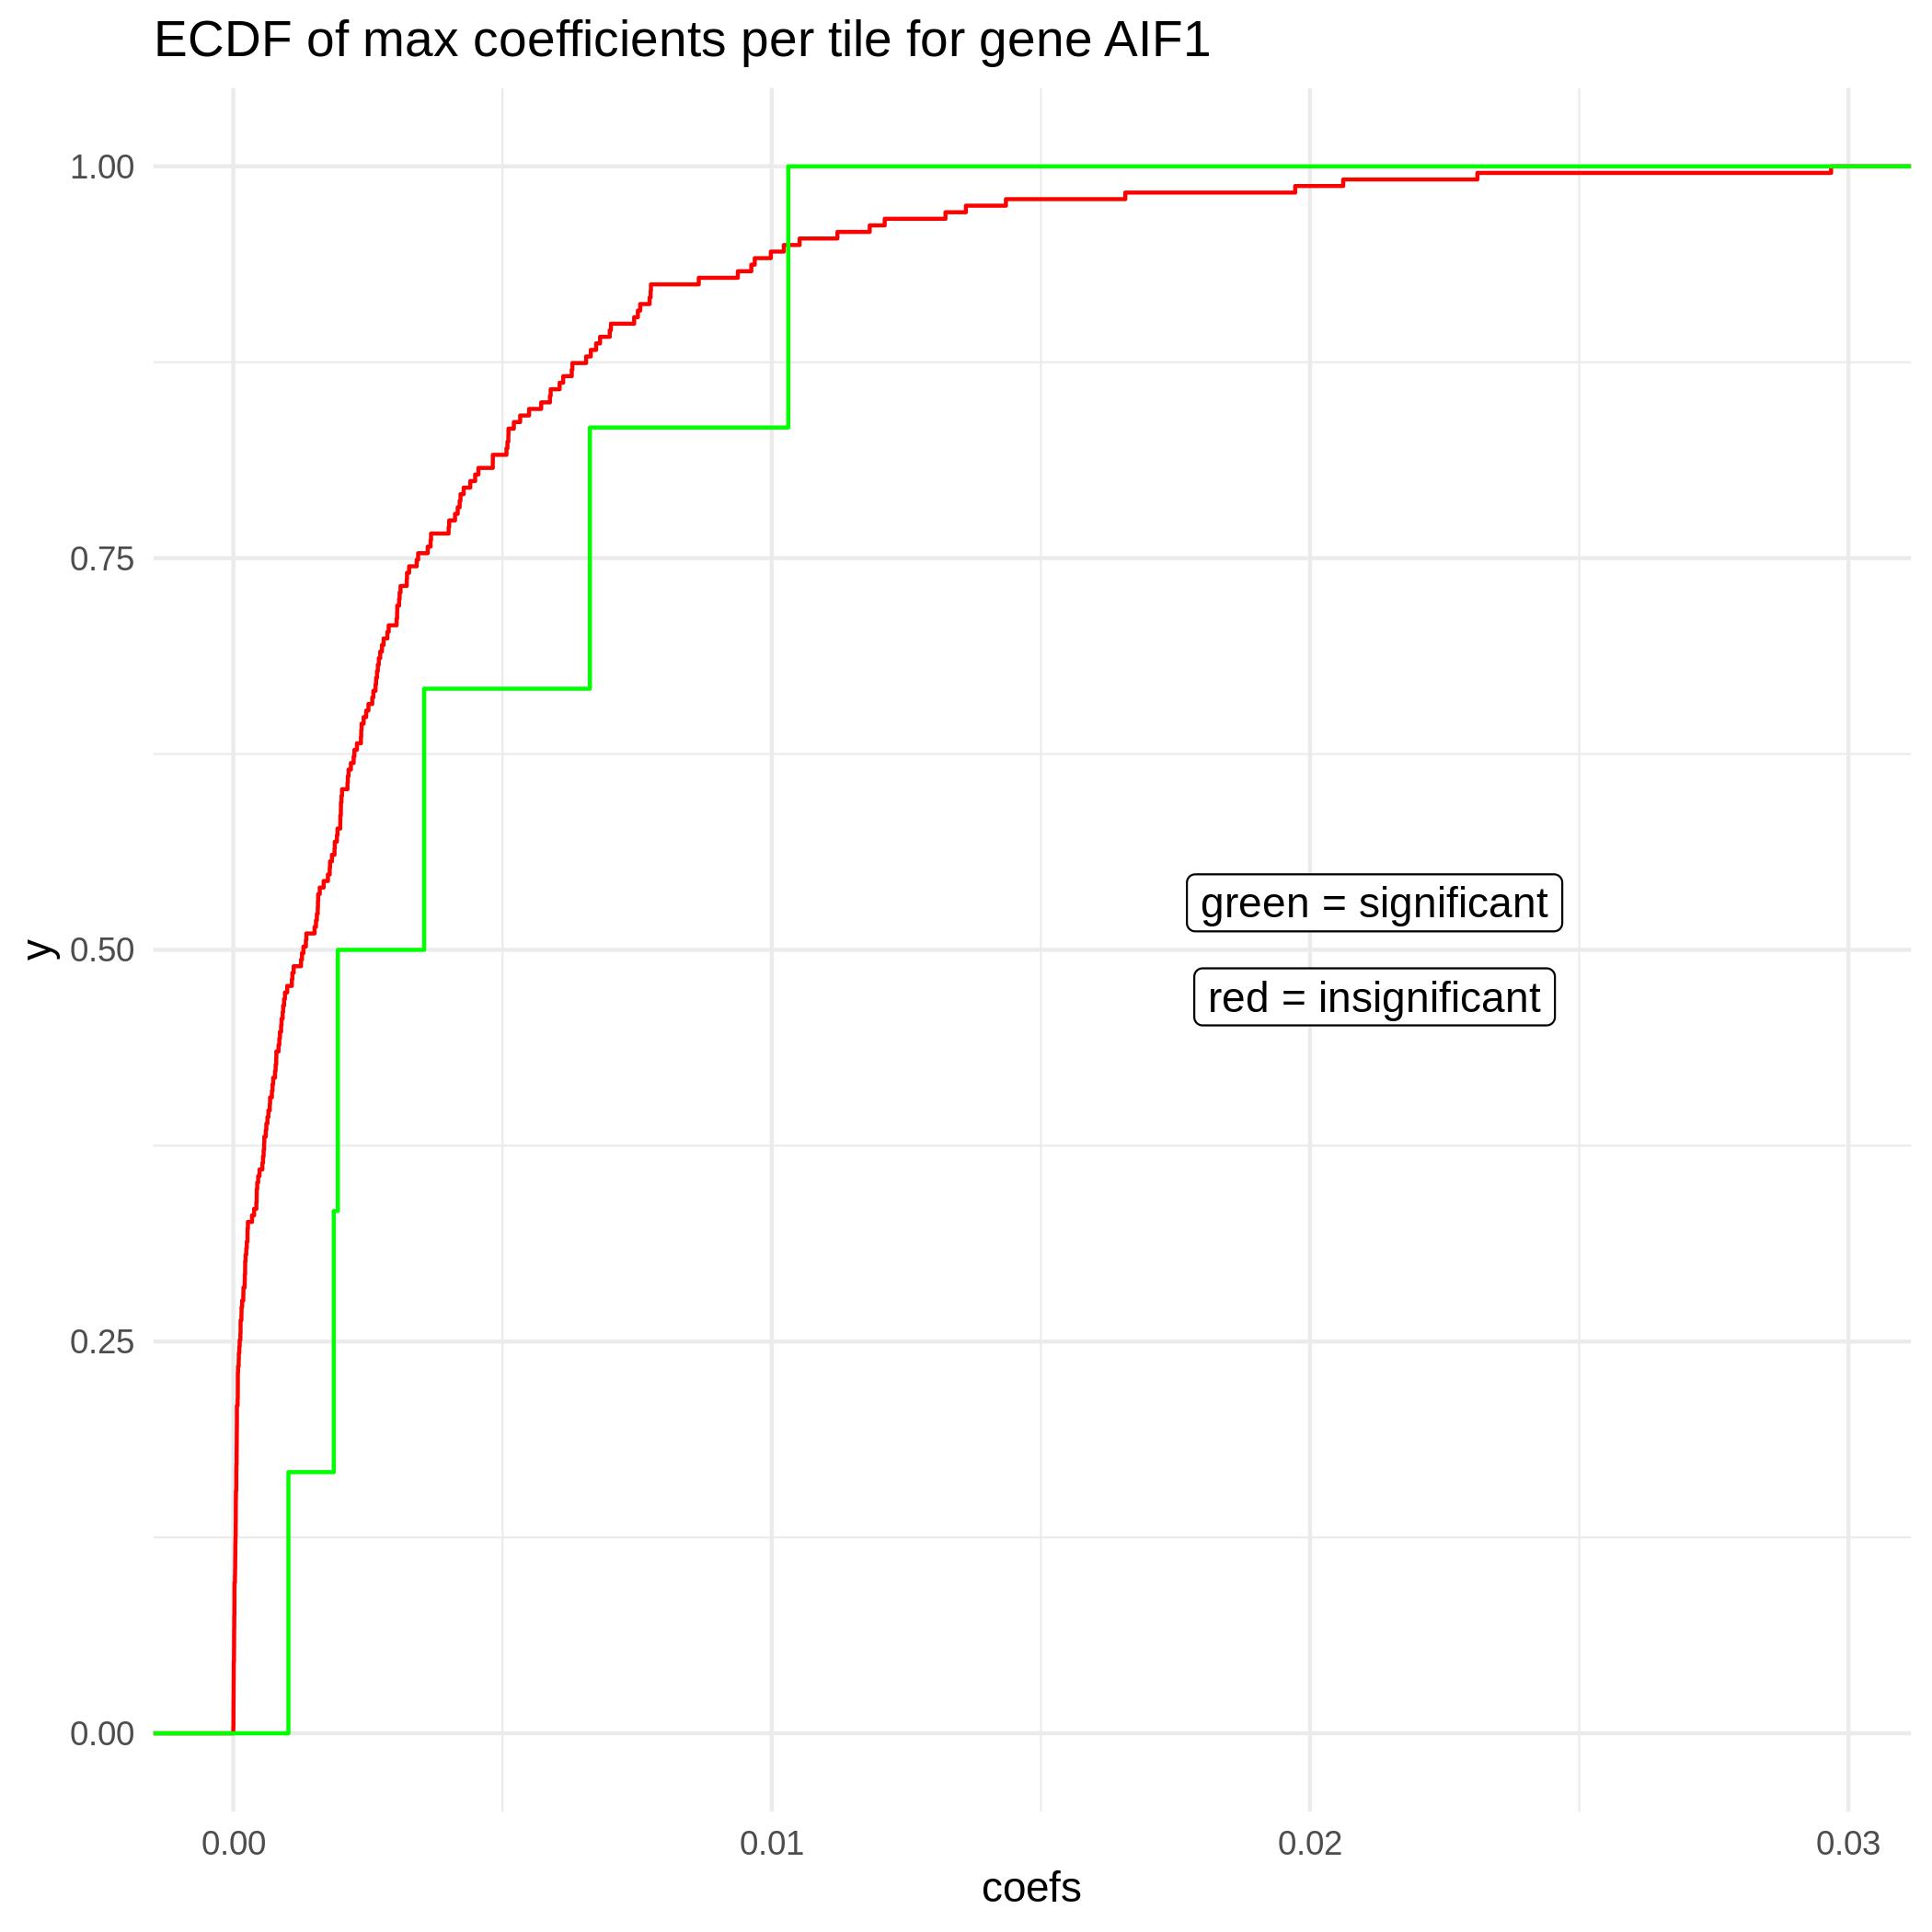 ECDF of max coefficients per tile for gene AIF1
1.00
0.75
0.50
0.25
0.00
y
green = significant
red = insignificant
0.00 0.01 0.02 0.03
coefs